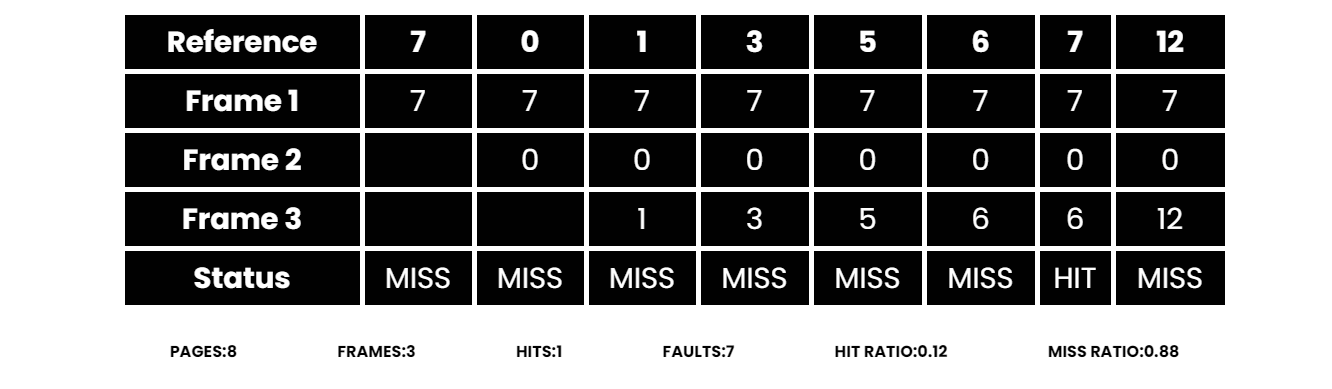 Reference 7 0 1 3 5 6 7 12
Frame 1 7 7 7 7 7 7 7 7
Frame 2 0 0 0 0 0 0 0
Frame 3 1 3 5 6 6 12
Status MISS MISS MISS MISS MISS MISS HIT MISS
PAGES:8 FRAMES:3 HITS:1 FAULTS:7 HIT RATIO:0.12 MISS RATIO:0.88